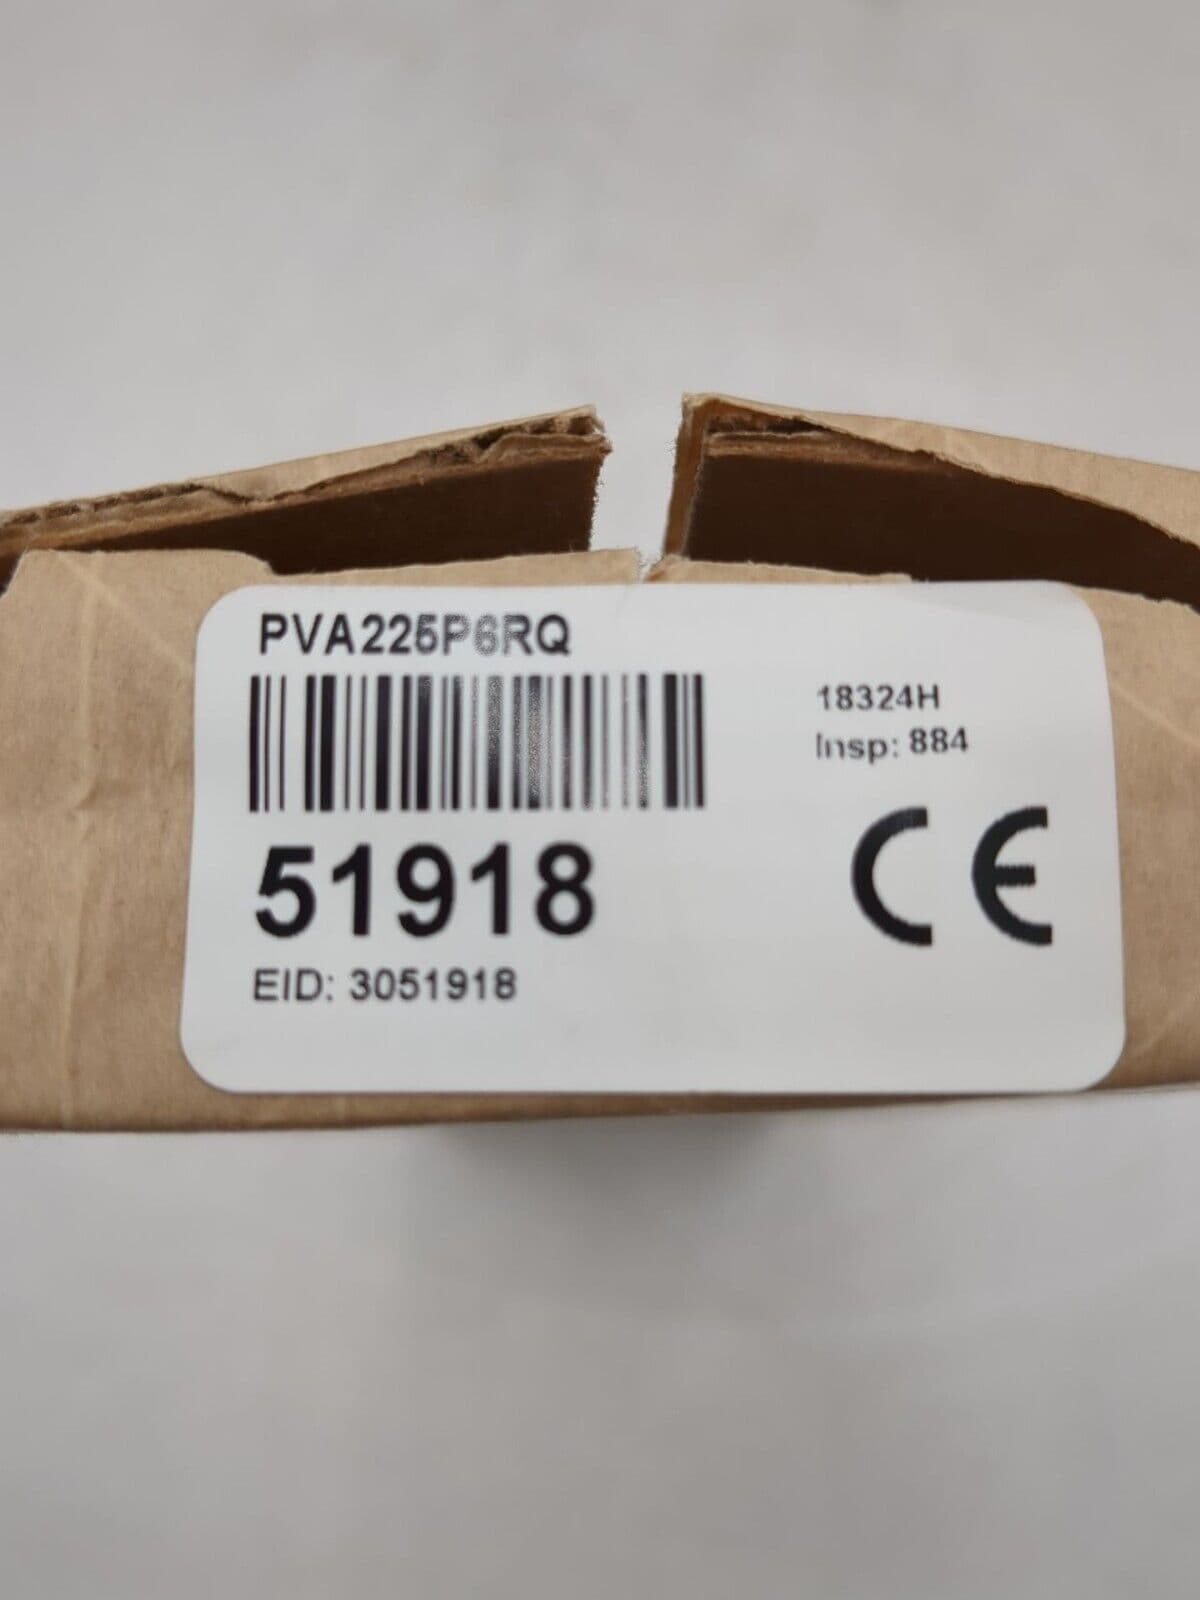 PVA225P6RQ
18324H
Insp: 884
51918
CE
EID: 3051918